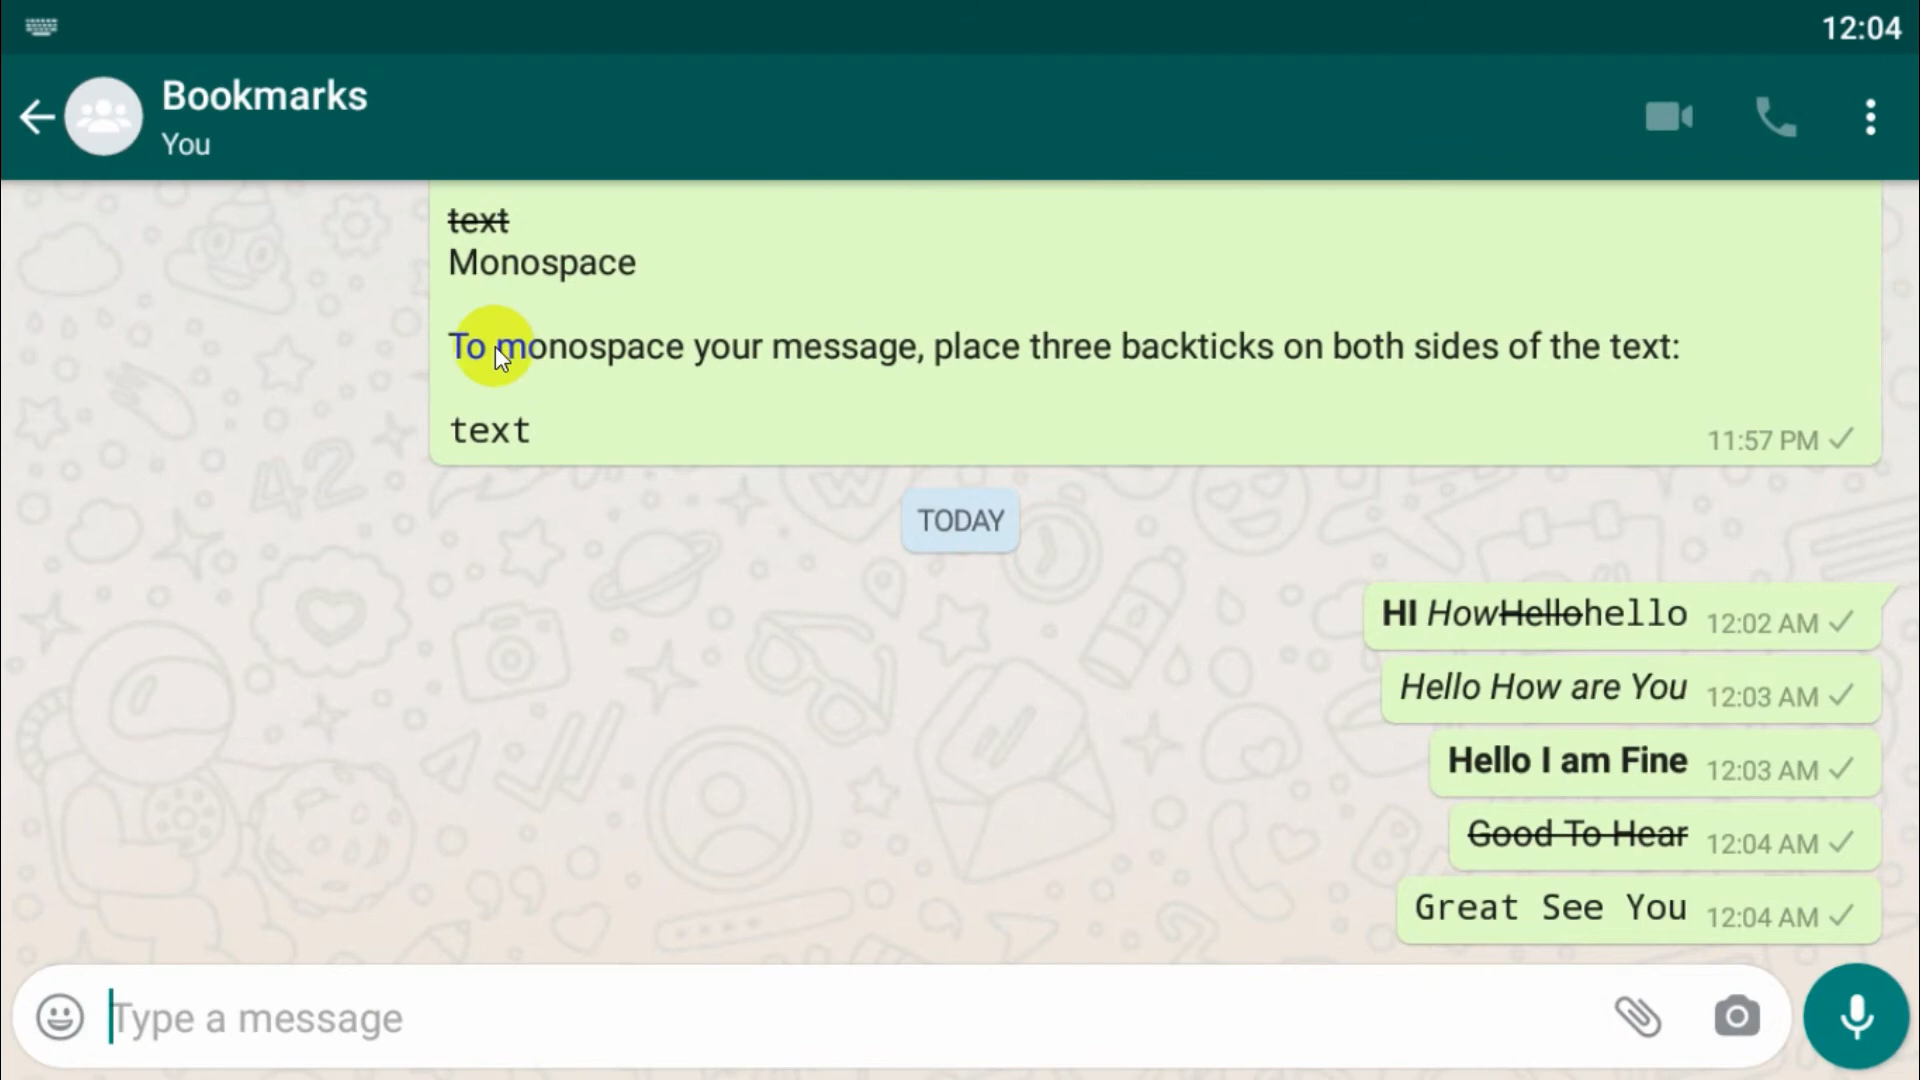 12:04
Bookmarks
You
text
Monospace
To monospace your message, place three backticks on both sides of the text:
text
11:57 PM
TODAY
HI HowHellohello 12:02 AM
Hello How are You 12:03 AM
Hello I am Fine 12:03 AM
Good To Hear 12:04 AM
Great See You 12:04 AM
Type a message